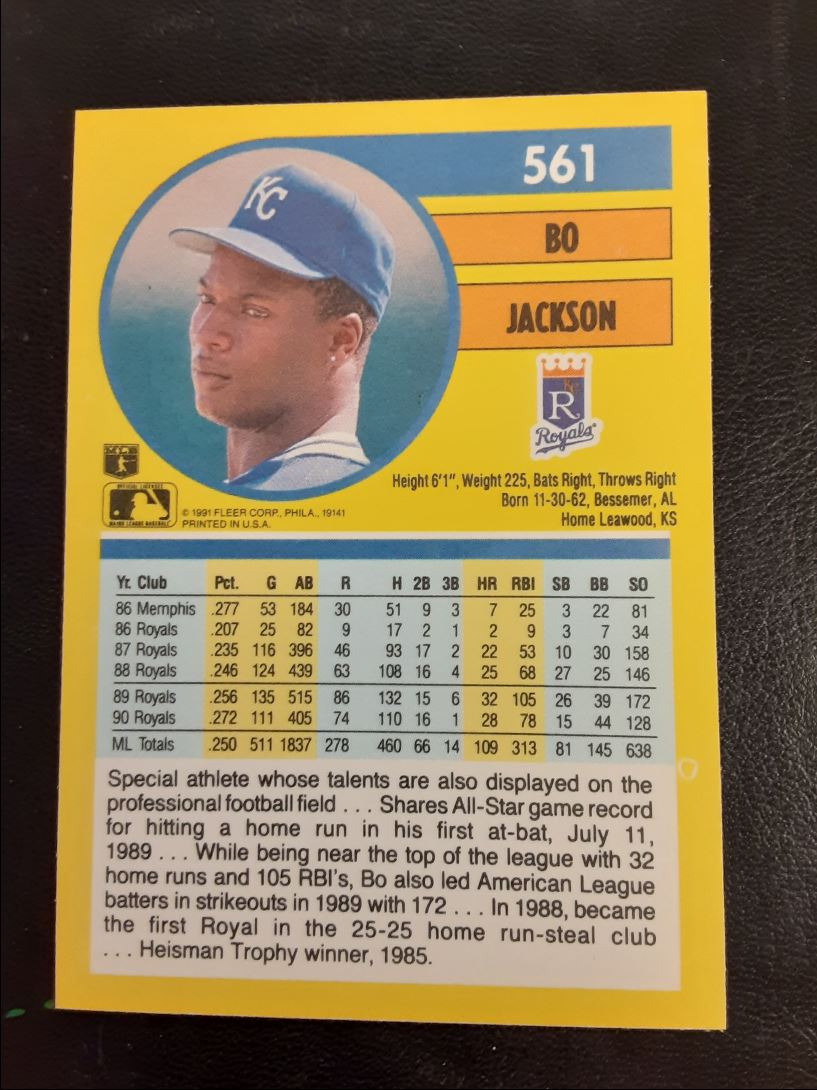 561
KC
BO
JACKSON
KC
R
Royals
Height 6'1", Weight 225, Bats Right, Throws Right
Born 11-30-62, Bessemer, AL
Home Leawood, KS
MLB
OFFICIAL LICENSEE
MAJOR LEAGUE BASEBALL
© 1991 FLEER CORP., PHILA., 19141
PRINTED IN U.S.A.
Yr. Club Pct. G AB R H 2B 3B HR RBI SB BB SO
86 Memphis .277 53 184 30 51 9 3 7 25 3 22 81
86 Royals .207 25 82 9 17 2 1 2 9 3 7 34
87 Royals .235 116 396 46 93 17 2 22 53 10 30 158
88 Royals .246 124 439 63 108 16 4 25 68 27 25 146
89 Royals .256 135 515 86 132 15 6 32 105 26 39 172
90 Royals .272 111 405 74 110 16 1 28 78 15 44 128
ML Totals .250 511 1837 278 460 66 14 109 313 81 145 638
Special athlete whose talents are also displayed on the
professional football field . . . Shares All-Star game record
for hitting a home run in his first at-bat, July 11,
1989 . . . While being near the top of the league with 32
home runs and 105 RBI's, Bo also led American League
batters in strikeouts in 1989 with 172 . . . In 1988, became
the first Royal in the 25-25 home run-steal club
. . . Heisman Trophy winner, 1985.